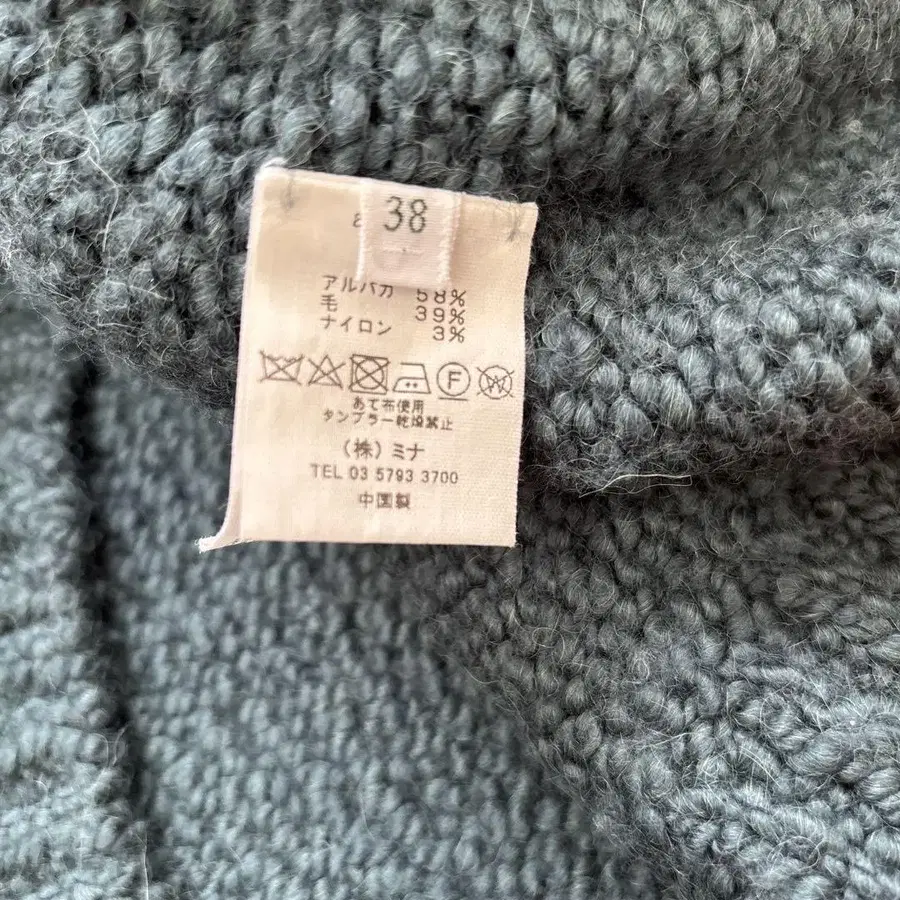 38
アルパカ 58%
毛 39%
ナイロン 3%
F W
あて布使用
タンブラー乾燥禁止
(株)ミナ
TEL 03 5793 3700
中国製